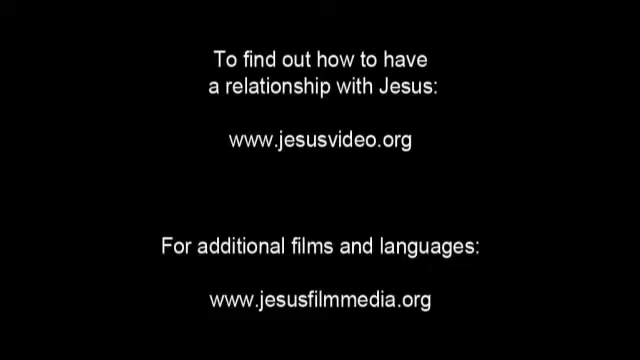 To find out how to have
a relationship with Jesus:
www.jesusvideo.org
For additional films and languages:
www.jesusfilmmedia.org